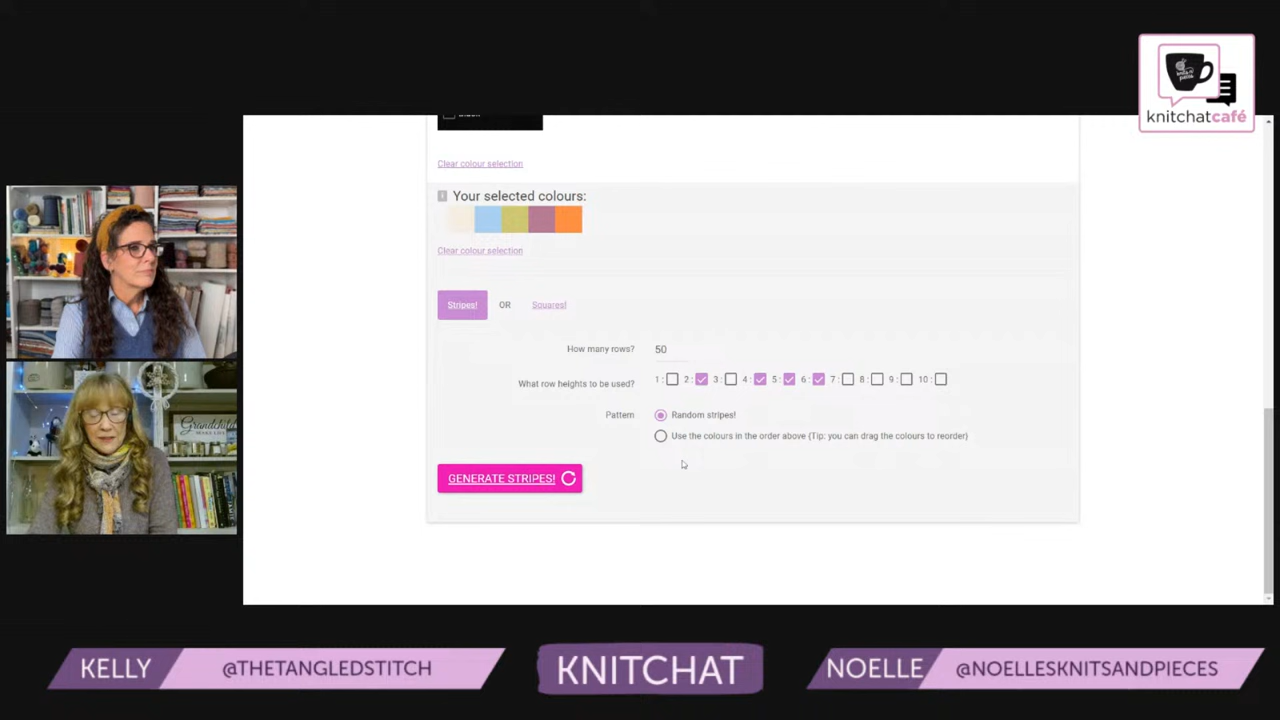 knitchatcafé
Clear colour selection
Your selected colours:
Clear colour selection
Stripes! OR Squares!
How many rows? 50
What row heights to be used? 1: 2: 3: 4: 5: 6: 7: 8: 9: 10:
Pattern Random stripes!
Use the colours in the order above (Tip: you can drag the colours to reorder)
GENERATE STRIPES!
KELLY @THETANGLEDSTITCH
KNITCHAT
NOELLE @NOELLESKNITSANDPIECES